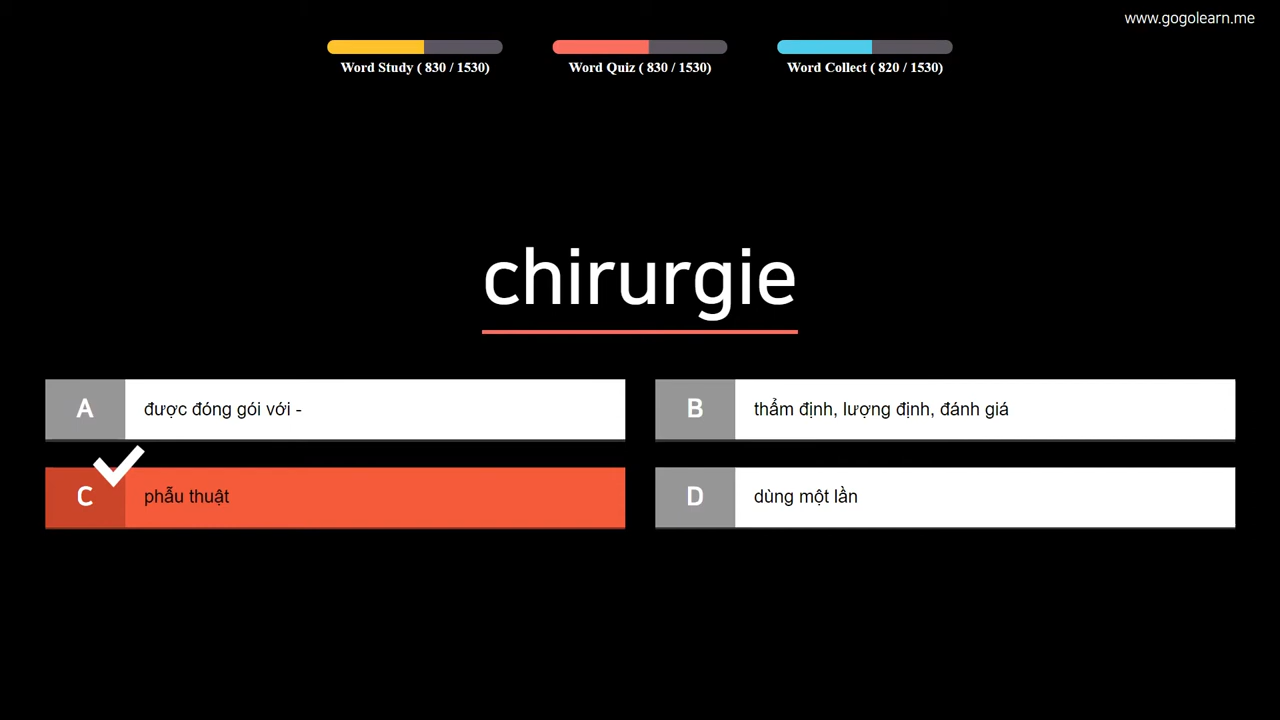 www.gogolearn.me
Word Study ( 830 / 1530)
Word Quiz ( 830 / 1530)
Word Collect ( 820 / 1530)
chirurgie
A
được đóng gói với -
B
thẩm định, lượng định, đánh giá
C
phẫu thuật
D
dùng một lần